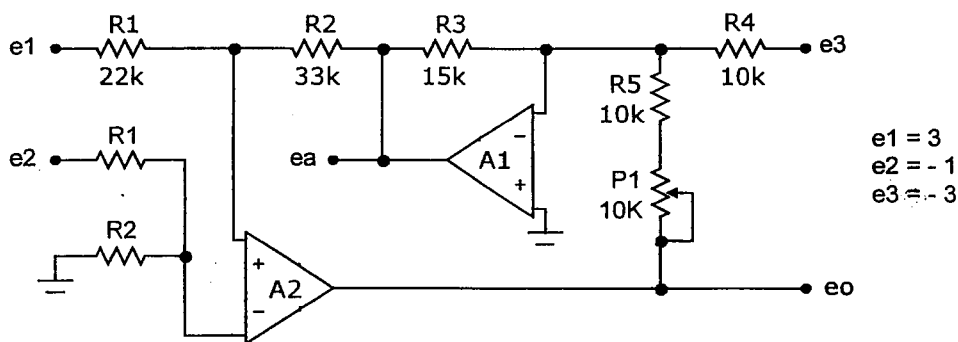 R1 R2 R3 R4
e1 e3
22k 33k 15k 10k
R5
10k
R1
e2 ea A1 - +
P1
10K
e1 = 3
e2 = - 1
e3 = - 3
R2
+ A2 -
eo